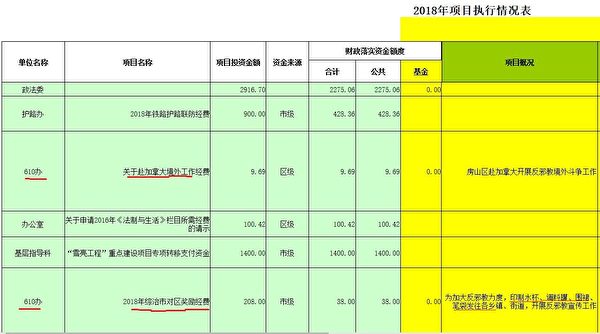 2018年项目执行情况表
单位名称 项目名称 项目投资金额 资金来源 财政落实资金额度 项目概况
合计 公共 基金
政法委 2916.70 2275.06 2275.06 0.00
护路办 2018年铁路护路联防经费 900.00 市级 428.36 428.36
610办 关于赴加拿大境外工作经费 9.69 区级 9.69 9.69 0.00 房山区赴加拿大开展反邪教境外斗争工作
办公室 关于申请2016年《法制与生活》栏目所需经费
的请示 100.42 区级 100.42 100.42
基层指导科 “雪亮工程”重点建设项目专项转移支付资金 1400.00 市级 1400.00 1400.00
610办 2018年综治市对区奖励经费 208.00 市级 38.00 38.00 0.00 为加大反邪教力度，印制水杯、调料罐、围裙、
笔袋发往各乡镇、街道，开展反邪教宣传工作